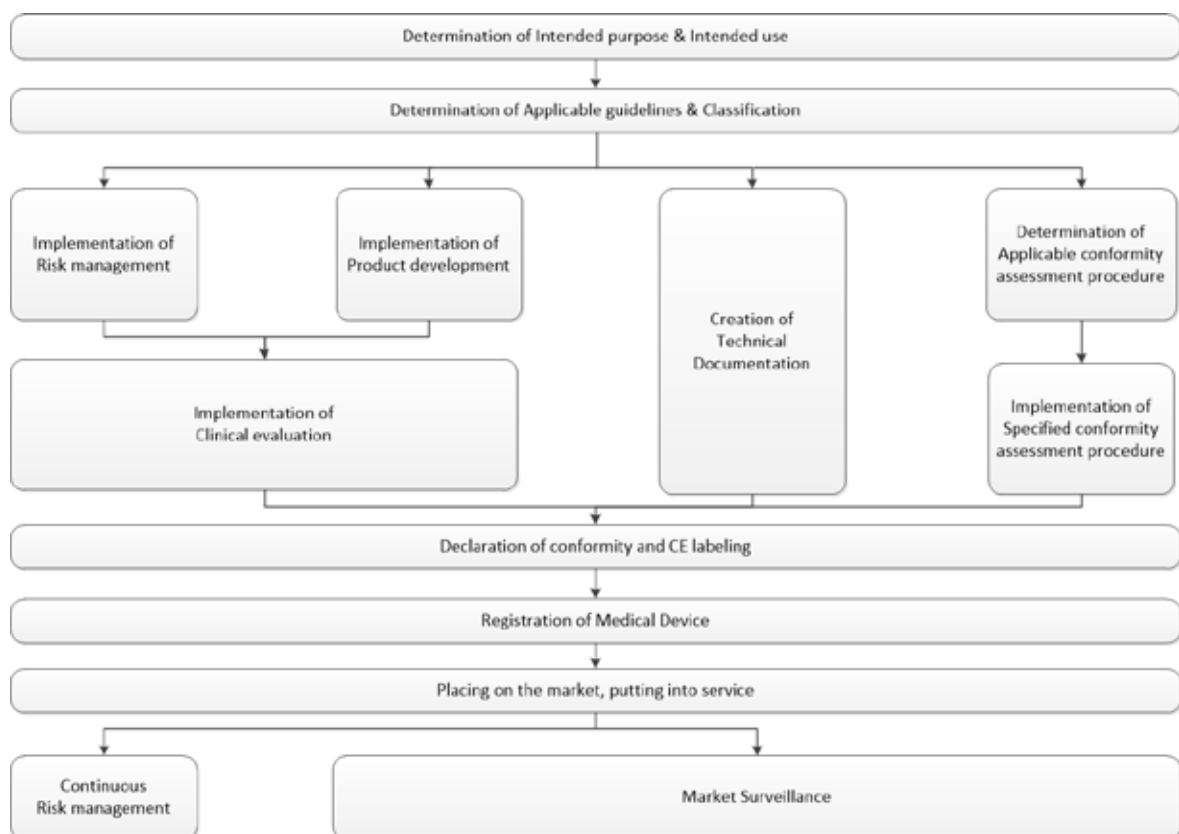 Determination of Intended purpose & Intended use
Determination of Applicable guidelines & Classification
Implementation of
Risk management
Implementation of
Product development
Creation of
Technical
Documentation
Determination of
Applicable conformity
assessment procedure
Implementation of
Clinical evaluation
Implementation of
Specified conformity
assessment procedure
Declaration of conformity and CE labeling
Registration of Medical Device
Placing on the market, putting into service
Continuous
Risk management
Market Surveillance